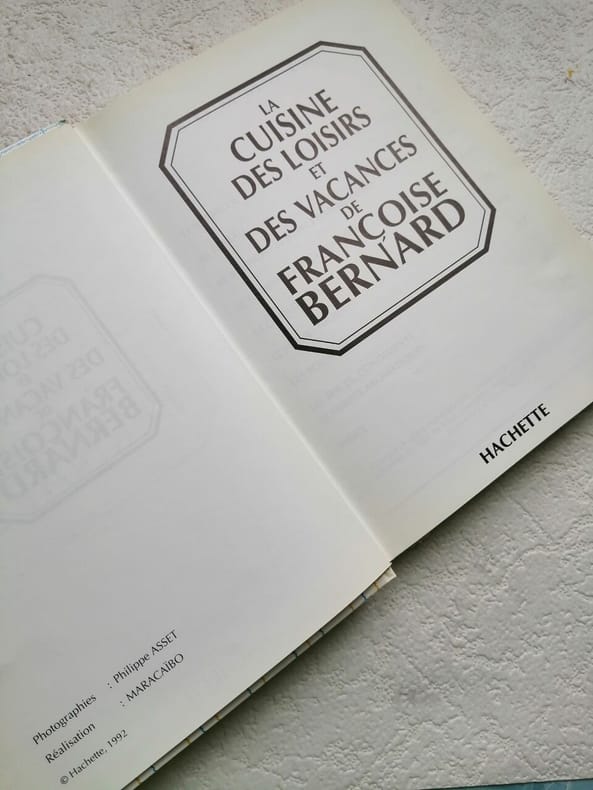 LA
CUISINE
DES LOISIRS
ET
DES VACANCES
DE
FRANÇOISE
BERNARD
HACHETTE
Photographies : Philippe ASSET
Réalisation : MARACAÏBO
© Hachette, 1992